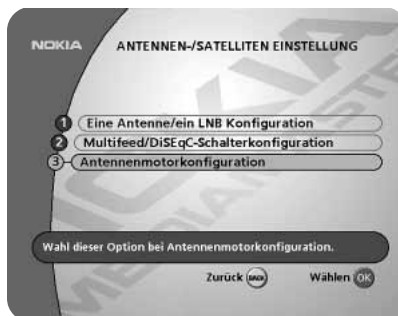 NOKIA ANTENNEN-/SATELLITEN EINSTELLUNG
1 Eine Antenne/ein LNB Konfiguration
2 Multifeed/DiSEqC-Schalterkonfiguration
3 Antennenmotorkonfiguration
Wahl dieser Option bei Antennenmotorkonfiguration.
Zurück BACK Wählen OK
NOKIA